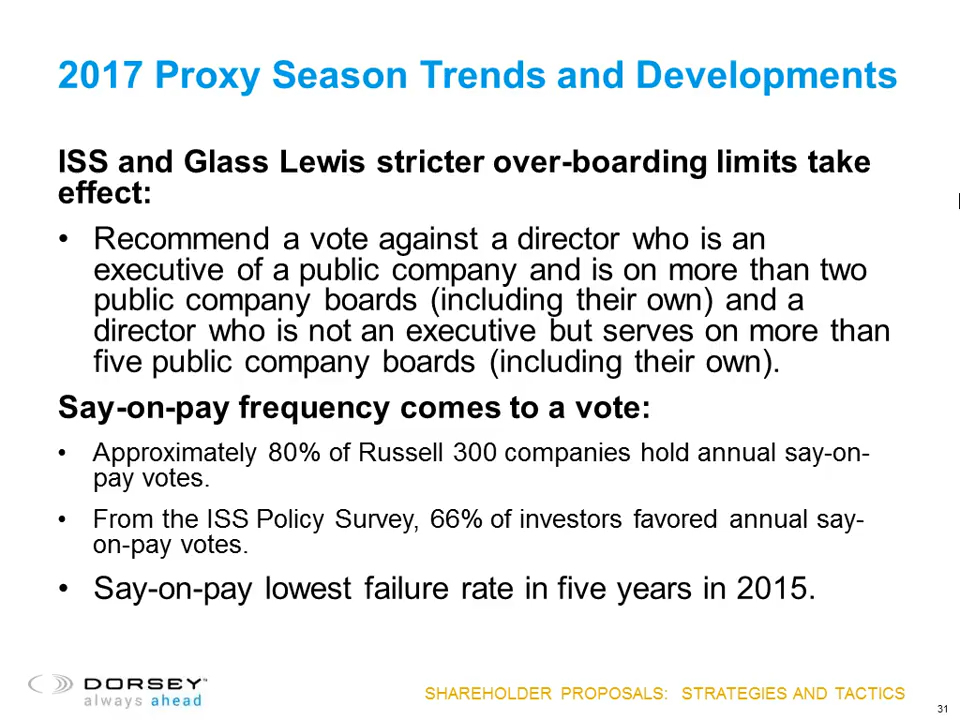 2017 Proxy Season Trends and Developments
ISS and Glass Lewis stricter over-boarding limits take
effect:
• Recommend a vote against a director who is an
executive of a public company and is on more than two
public company boards (including their own) and a
director who is not an executive but serves on more than
five public company boards (including their own).
Say-on-pay frequency comes to a vote:
• Approximately 80% of Russell 300 companies hold annual say-on-
pay votes.
• From the ISS Policy Survey, 66% of investors favored annual say-
on-pay votes.
• Say-on-pay lowest failure rate in five years in 2015.
DORSEY™
always ahead
SHAREHOLDER PROPOSALS: STRATEGIES AND TACTICS
31